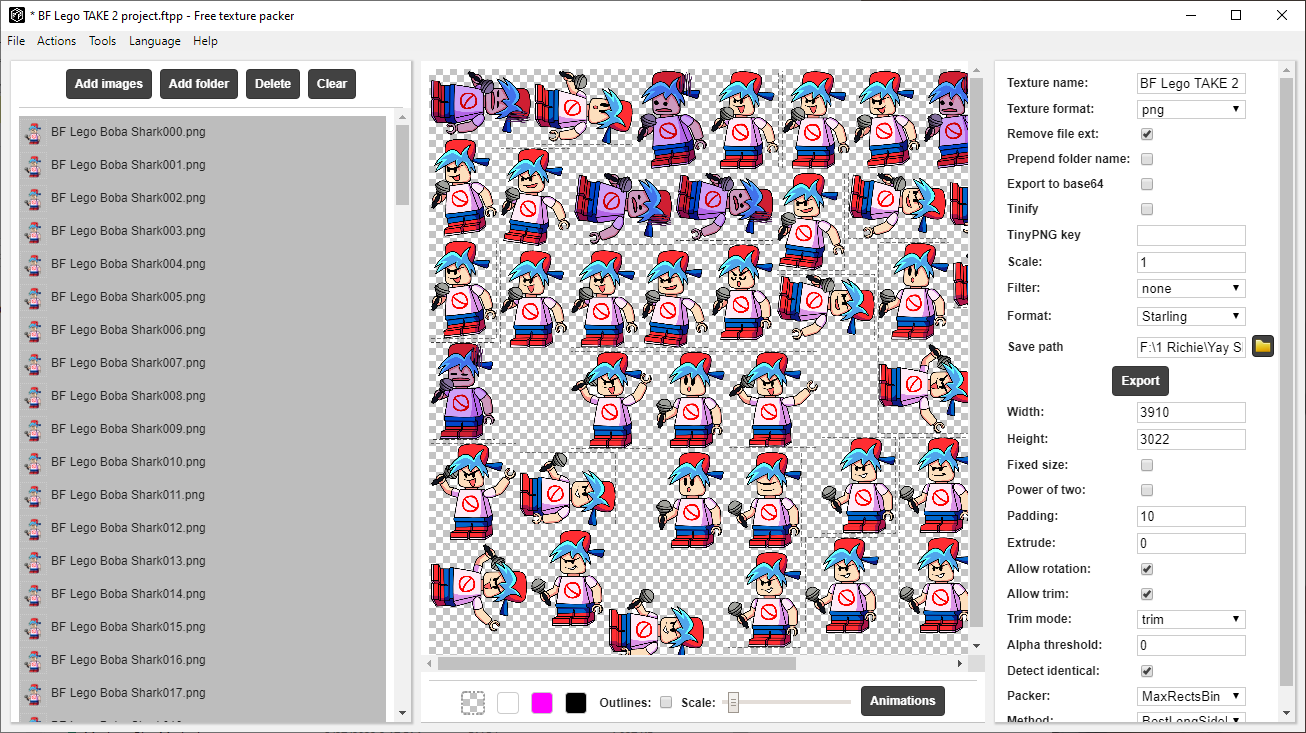 * BF Lego TAKE 2 project.ftpp - Free texture packer
File Actions Tools Language Help
Add images Add folder Delete Clear
BF Lego Boba Shark000.png
BF Lego Boba Shark001.png
BF Lego Boba Shark002.png
BF Lego Boba Shark003.png
BF Lego Boba Shark004.png
BF Lego Boba Shark005.png
BF Lego Boba Shark006.png
BF Lego Boba Shark007.png
BF Lego Boba Shark008.png
BF Lego Boba Shark009.png
BF Lego Boba Shark010.png
BF Lego Boba Shark011.png
BF Lego Boba Shark012.png
BF Lego Boba Shark013.png
BF Lego Boba Shark014.png
BF Lego Boba Shark015.png
BF Lego Boba Shark016.png
BF Lego Boba Shark017.png
Outlines: Scale: Animations
Texture name: BF Lego TAKE 2
Texture format: png
Remove file ext:
Prepend folder name:
Export to base64
Tinify
TinyPNG key
Scale: 1
Filter: none
Format: Starling
Save path F:\1 Richie\Yay S
Export
Width: 3910
Height: 3022
Fixed size:
Power of two:
Padding: 10
Extrude: 0
Allow rotation:
Allow trim:
Trim mode: trim
Alpha threshold: 0
Detect identical:
Packer: MaxRectsBin
Method: BestLongSide